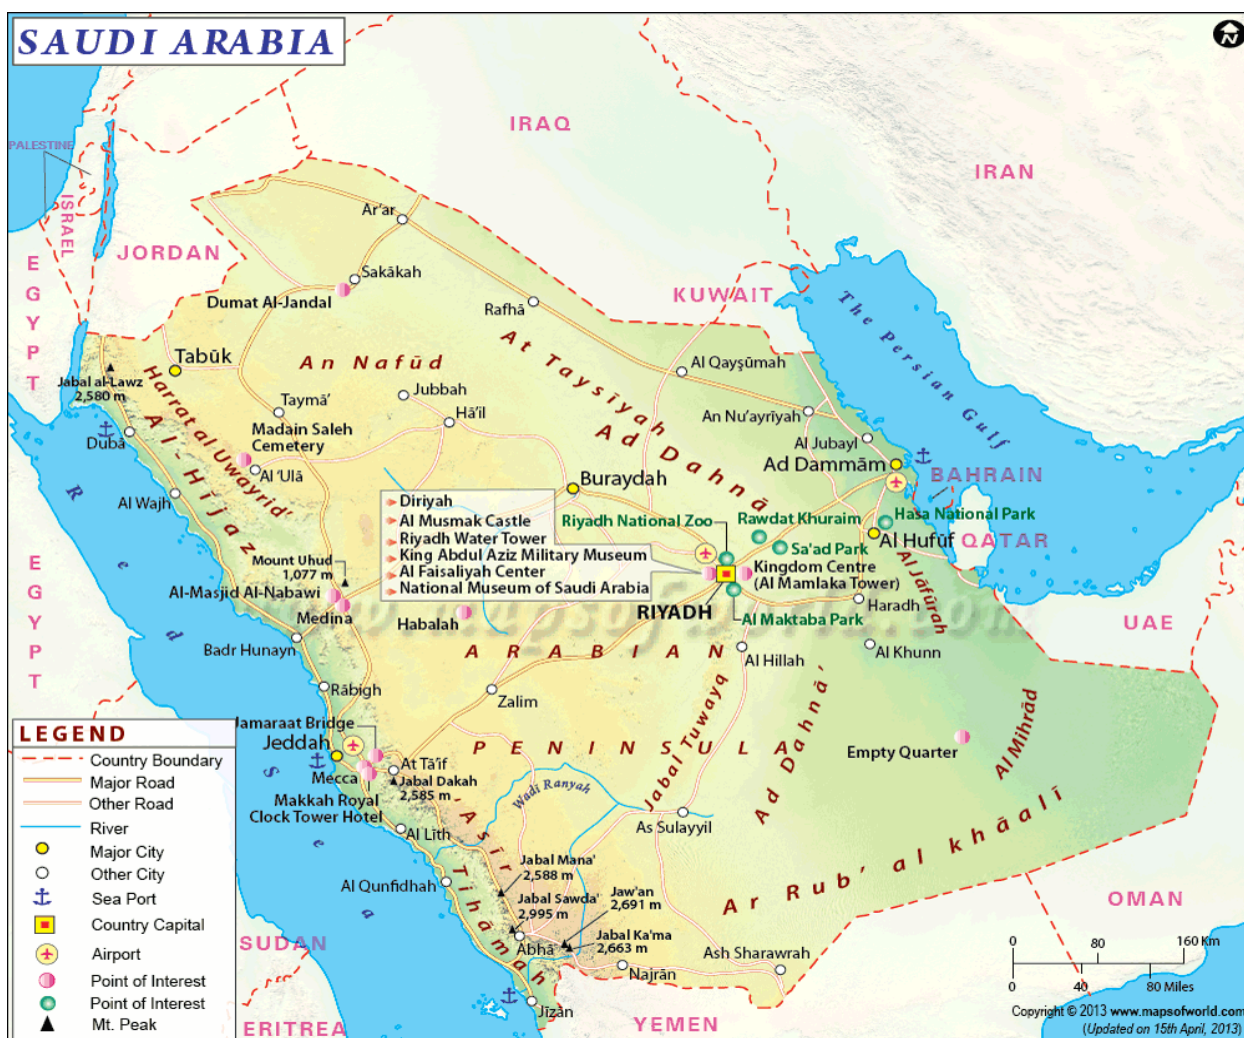 SAUDI ARABIA
N
IRAQ
IRAN
PALESTINE
ISRAEL
JORDAN
EGYPT
KUWAIT
The Persian Gulf
Ar'ar
Sakākah
Dumat Al-Jandal
Rafhā
At Taysīyah
An Nafūd
Tabūk
Jabal al-Lawz
2,580 m
Harrat al Uwayrid'
Al-Hijaz
Al Qayşūmah
Jubbah
Taymā'
Hā'il
An Nu'ayrīyah
Madain Saleh
Cemetery
Dubā
Ad Dahnā
Al Jubayl
Ad Dammām
Al 'Ulā
BAHRAIN
Buraydah
Al Wajh
Red Sea
Diriyah
Al Musmak Castle
Riyadh Water Tower
King Abdul Aziz Military Museum
Al Faisaliyah Center
National Museum of Saudi Arabia
Riyadh National Zoo
Rawdat Khuraim
Hasa National Park
Al Hufūf
QATAR
Sa'ad Park
Kingdom Centre
(Al Mamlaka Tower)
Al Jāfūrah
EGYPT
Mount Uhud
1,077 m
Al-Masjid Al-Nabawi
Medina
Habalah
RIYADH
Al Maktaba Park
Haradh
UAE
www.mapsofworld.com
Badr Hunayn
ARABIAN
Al Hillah
Al Khunn
Rābigh
Zalim
Jabal Tuwayq
Ad Dahnā'
Al Mihrād
Jamaraat Bridge
Jeddah
PENINSULA
Empty Quarter
Mecca
At Tā'if
Jabal Dakah
2,585 m
Makkah Royal
Clock Tower Hotel
Wadi Ranyah
'Asīr
As Sulayyil
Al Līth
Ar Rub' al khāalī
Jabal Mana'
2,588 m
Al Qunfidhah
Tihāmah
Jabal Sawda'
2,995 m
Jaw'an
2,691 m
OMAN
Jabal Ka'ma
2,663 m
Abhā
Ash Sharawrah
Najrān
SUDAN
Jīzān
ERITREA
YEMEN
LEGEND
Country Boundary
Major Road
Other Road
River
Major City
Other City
Sea Port
Country Capital
Airport
Point of Interest
Point of Interest
Mt. Peak
0 80 160 Km
0 40 80 Miles
Copyright © 2013 www.mapsofworld.com
(Updated on 15th April, 2013)